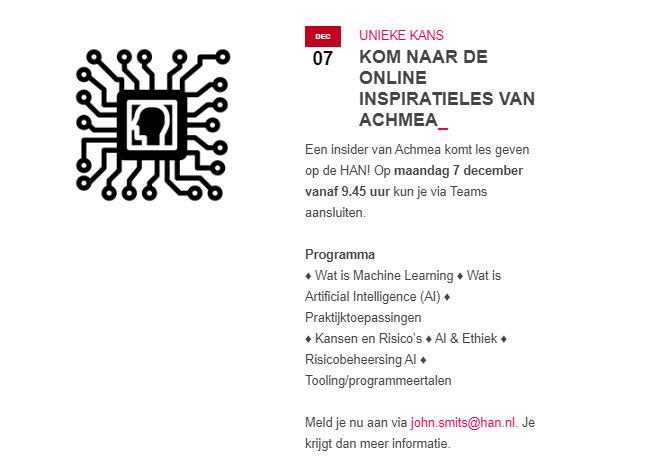 DEC
07
UNIEKE KANS
KOM NAAR DE
ONLINE
INSPIRATIELES VAN
ACHMEA_
Een insider van Achmea komt les geven
op de HAN! Op maandag 7 december
vanaf 9.45 uur kun je via Teams
aansluiten.
Programma
♦ Wat is Machine Learning ♦ Wat is
Artificial Intelligence (AI) ♦
Praktijktoepassingen
♦ Kansen en Risico's ♦ AI & Ethiek ♦
Risicobeheersing AI ♦
Tooling/programmeertalen
Meld je nu aan via john.smits@han.nl. Je
krijgt dan meer informatie.